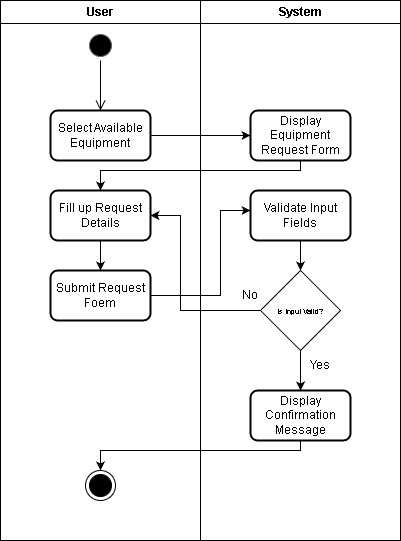 User
System
Select Available
Equipment
Display
Equipment
Request Form
Fill up Request
Details
Validate Input
Fields
Submit Request
Foem
No
Is Input Valid?
Yes
Display
Confirmation
Message